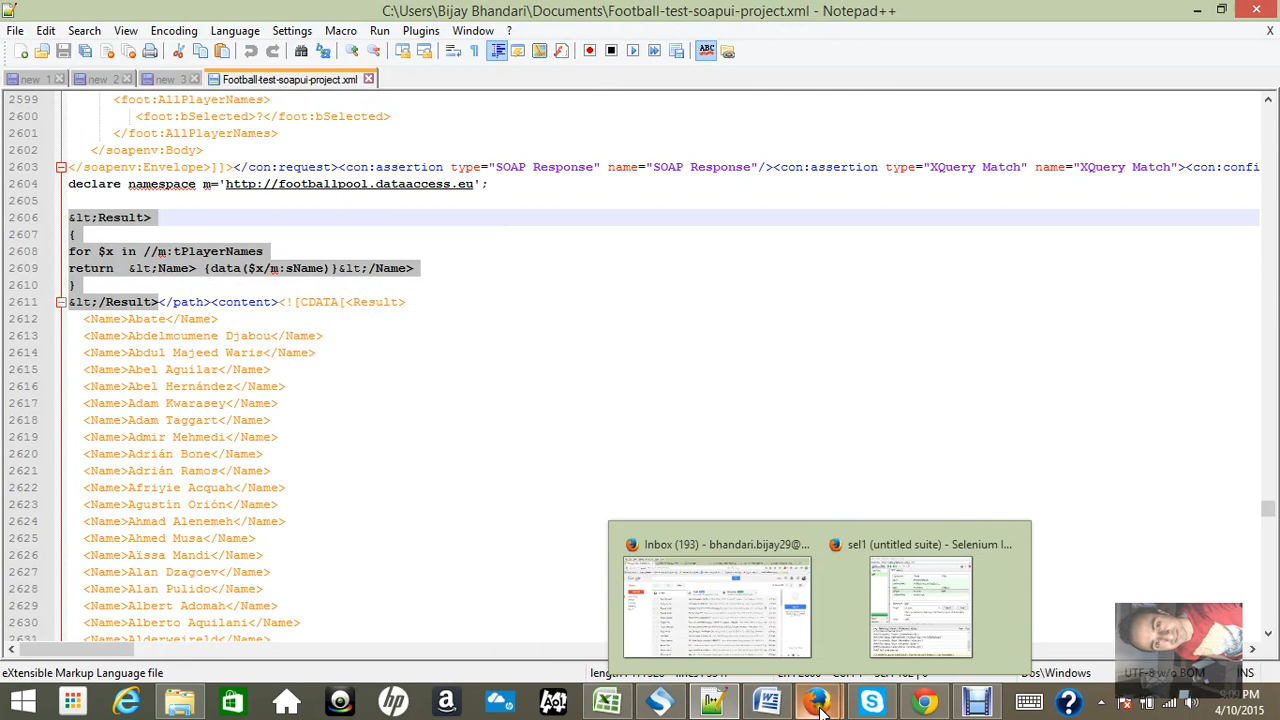 C:\Users\Bijay Bhandari\Documents\Football-test-soapui-project.xml - Notepad++
File Edit Search View Encoding Language Settings Macro Run Plugins Window ? X
new 1 new 2 new 3 Football-test-soapui-project.xml
2599 <foot:AllPlayerNames>
2600 <foot:bSelected>?</foot:bSelected>
2601 </foot:AllPlayerNames>
2602 </soapenv:Body>
2603 </soapenv:Envelope>]]></con:request><con:assertion type="SOAP Response" name="SOAP Response"/><con:assertion type="XQuery Match" name="XQuery Match"><con:confi
2604 declare namespace m='http://footballpool.dataaccess.eu';
2605
2606 &lt;Result>
2607 {
2608 for $x in //m:tPlayerNames
2609 return &lt;Name> {data($x/m:sName)}&lt;/Name>
2610 }
2611 &lt;/Result></path><content><![CDATA[<Result>
2612 <Name>Abate</Name>
2613 <Name>Abdelmoumene Djabou</Name>
2614 <Name>Abdul Majeed Waris</Name>
2615 <Name>Abel Aguilar</Name>
2616 <Name>Abel Hernández</Name>
2617 <Name>Adam Kwarasey</Name>
2618 <Name>Adam Taggart</Name>
2619 <Name>Admir Mehmedi</Name>
2620 <Name>Adrián Bone</Name>
2621 <Name>Adrián Ramos</Name>
2622 <Name>Afriyie Acquah</Name>
2623 <Name>Agustín Orión</Name>
2624 <Name>Ahmad Alenemeh</Name>
2625 <Name>Ahmed Musa</Name>
2626 <Name>Aïssa Mandi</Name>
2627 <Name>Alan Dzagoev</Name>
2628 <Name>Alan Pulido</Name>
2629 <Name>Albert Adomah</Name>
2630 <Name>Alberto Aquilani</Name>
<Name>Alderweireld</Name>
Inbox (193) - bhandari.bijay29@... sel1 (untitled suite) - Selenium I...
eXtensible Markup Language file Dos\Windows UTF-8 w/o BOM
9:09 PM
4/10/2015